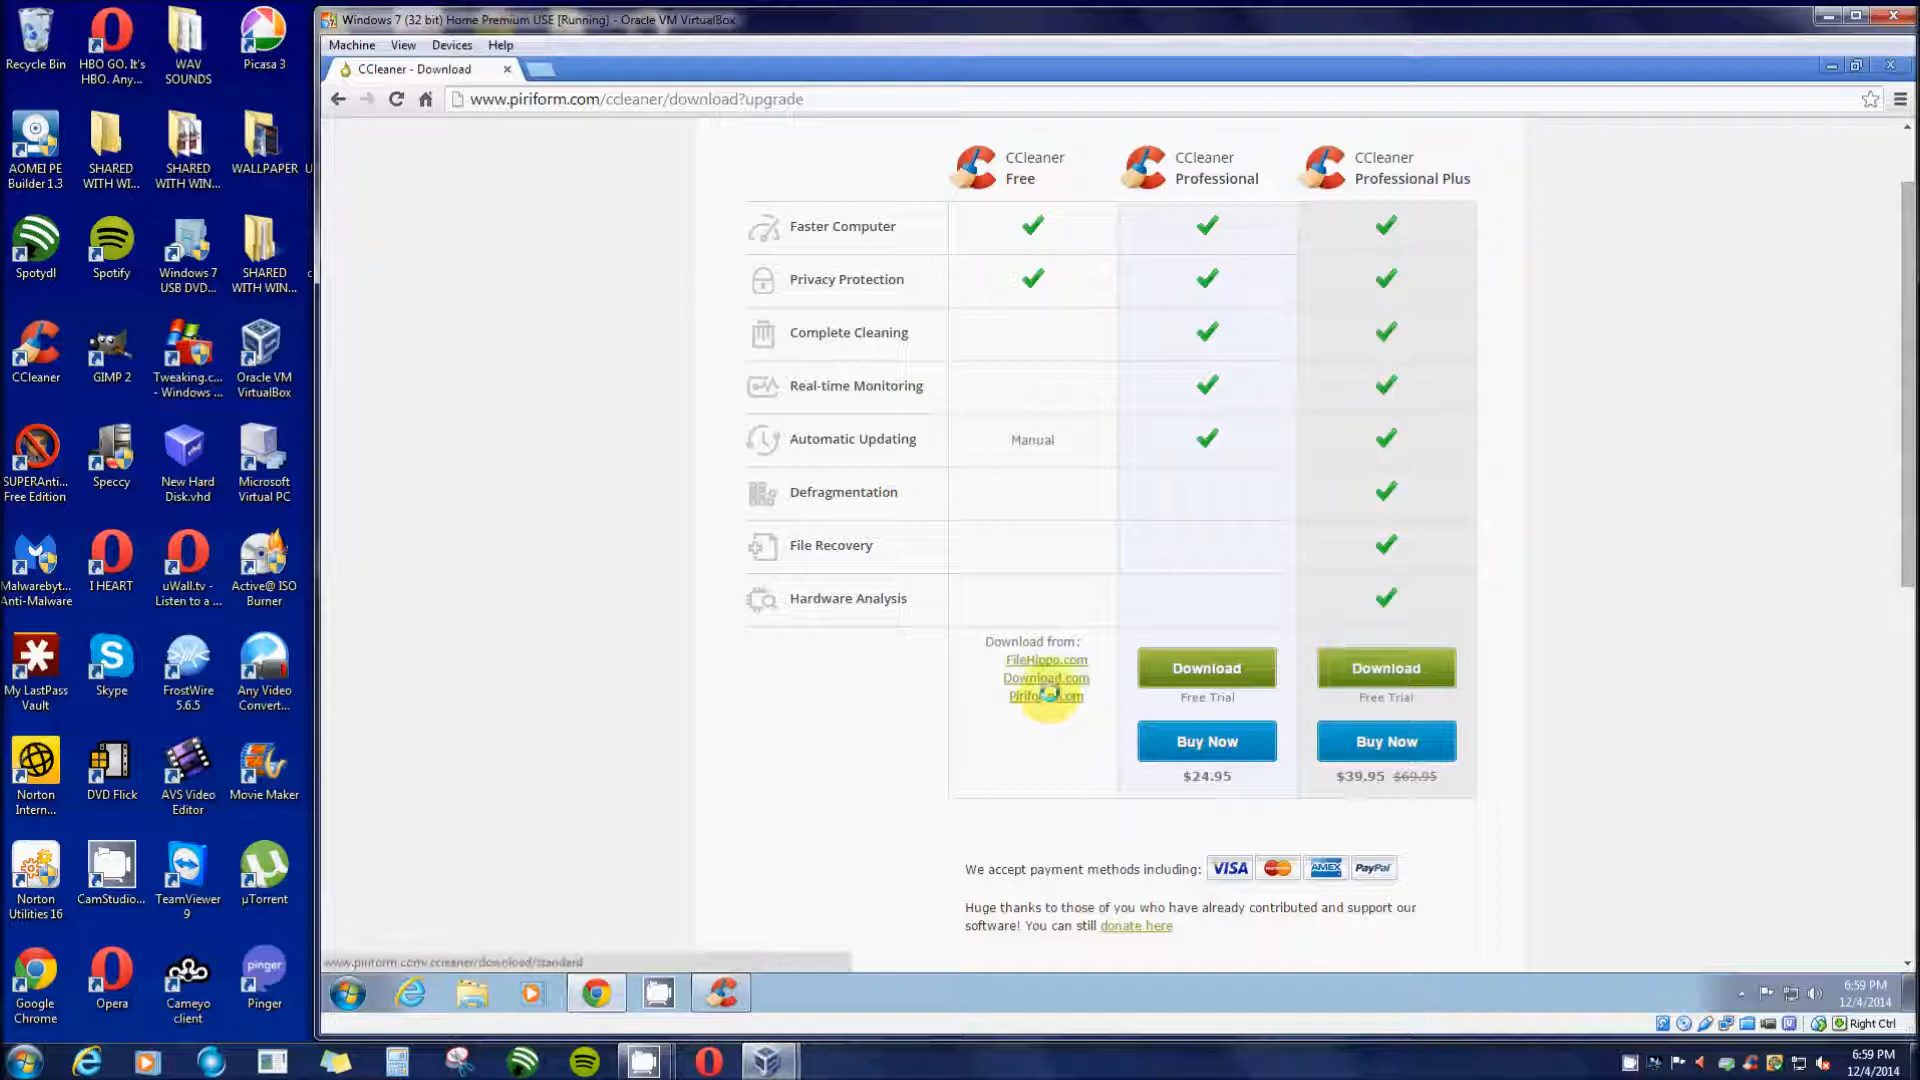 Windows 7 (32 bit) Home Premium USE [Running] - Oracle VM VirtualBox
Machine View Devices Help
CCleaner - Download
www.piriform.com/ccleaner/download?upgrade
CCleaner Free
CCleaner Professional
CCleaner Professional Plus
Faster Computer
Privacy Protection
Complete Cleaning
Real-time Monitoring
Automatic Updating Manual
Defragmentation
File Recovery
Hardware Analysis
Download from:
FileHippo.com
Download.com
Download
Free Trial
Buy Now
$24.95
Download
Free Trial
Buy Now
$39.95 $69.95
We accept payment methods including: VISA MasterCard AMEX PayPal
Huge thanks to those of you who have already contributed and support our
software! You can still donate here
www.piriform.com/ccleaner/download/standard
6:59 PM
12/4/2014
Right Ctrl
6:59 PM
12/4/2014
Recycle Bin
HBO GO. It's HBO. Any...
WAV SOUNDS
Picasa 3
AOMEI PE Builder 1.3
SHARED WITH WI...
SHARED WITH WIN...
WALLPAPER
Spotydl
Spotify
Windows 7 USB DVD...
SHARED WITH WIN...
CCleaner
GIMP 2
Tweaking.c... - Windows ...
Oracle VM VirtualBox
SUPERAnti... Free Edition
Speccy
New Hard Disk.vhd
Microsoft Virtual PC
Malwarebyt... Anti-Malware
I HEART
uWall.tv - Listen to a ...
Active@ ISO Burner
My LastPass Vault
Skype
FrostWire 5.6.5
Any Video Convert...
Norton Intern...
DVD Flick
AVS Video Editor
Movie Maker
Norton Utilities 16
CamStudio...
TeamViewer 9
µTorrent
Google Chrome
Opera
Cameyo client
pinger
Pinger